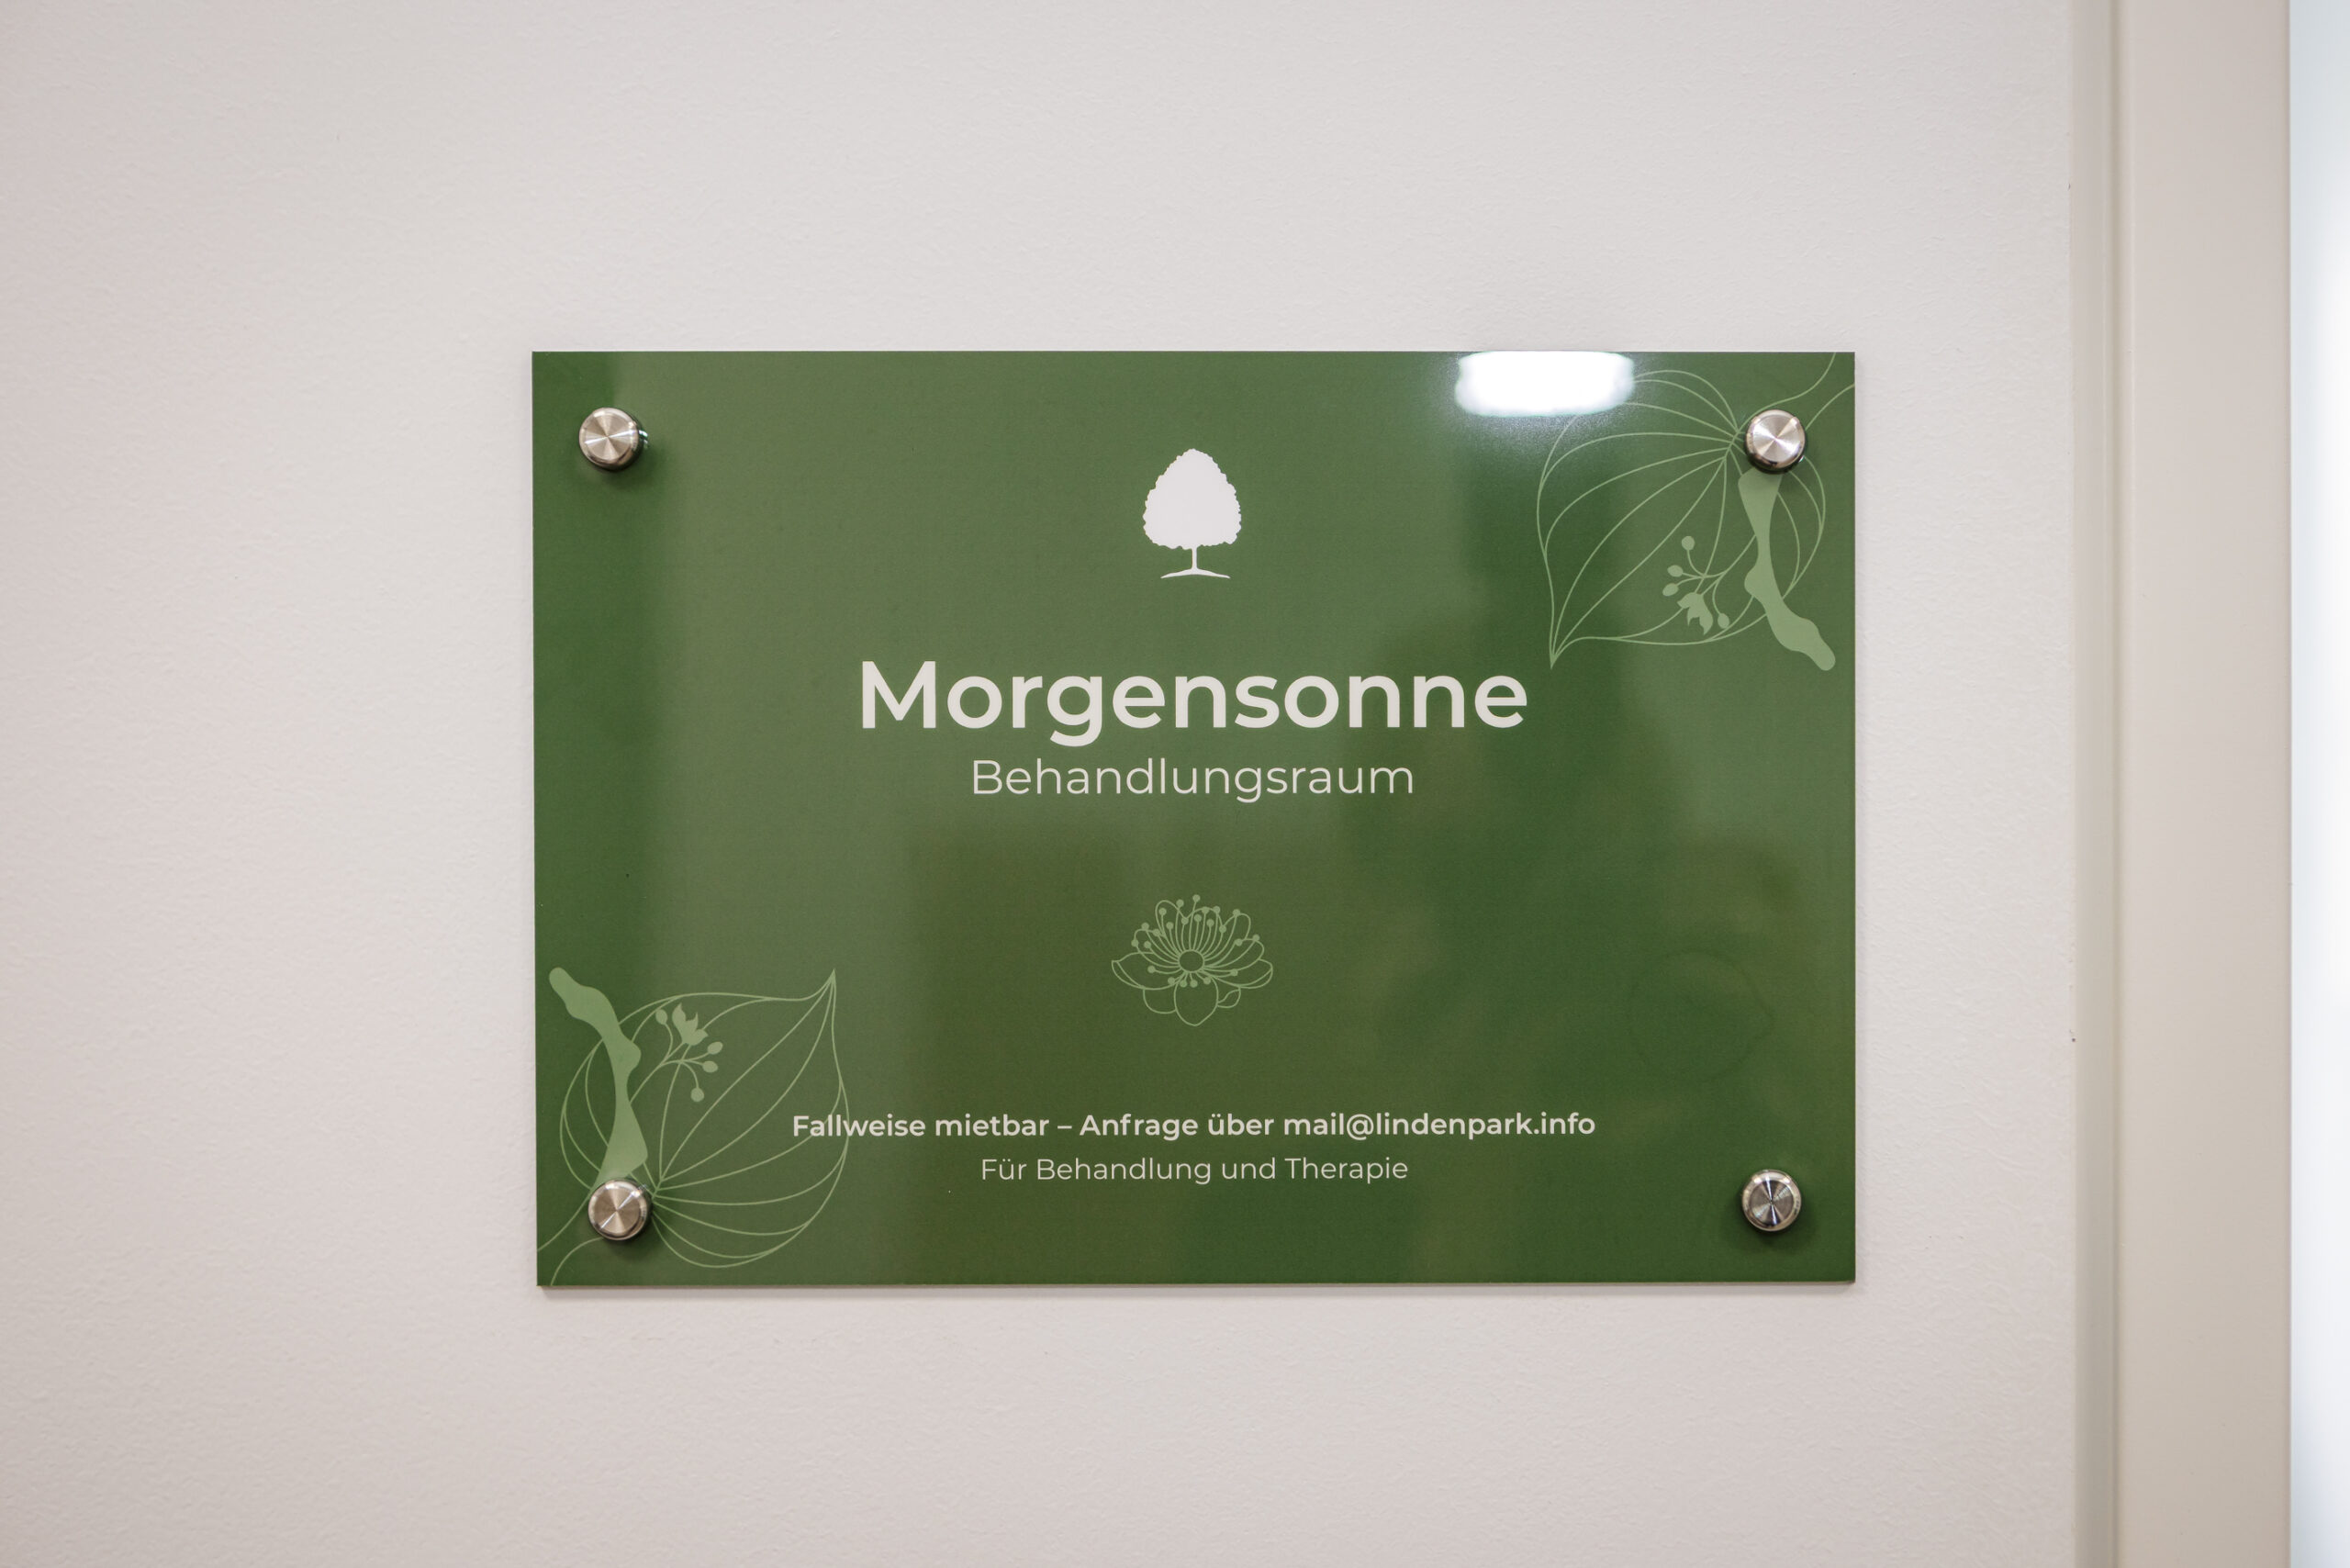 Morgensonne
Behandlungsraum
Fallweise mietbar – Anfrage über mail@lindenpark.info
Für Behandlung und Therapie